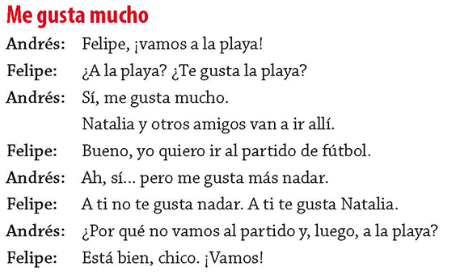 Me gusta mucho
Andrés: Felipe, ¡vamos a la playa!
Felipe: ¿A la playa? ¿Te gusta la playa?
Andrés: Sí, me gusta mucho.
Natalia y otros amigos van a ir allí.
Felipe: Bueno, yo quiero ir al partido de fútbol.
Andrés: Ah, sí... pero me gusta más nadar.
Felipe: A ti no te gusta nadar. A ti te gusta Natalia.
Andrés: ¿Por qué no vamos al partido y, luego, a la playa?
Felipe: Está bien, chico. ¡Vamos!